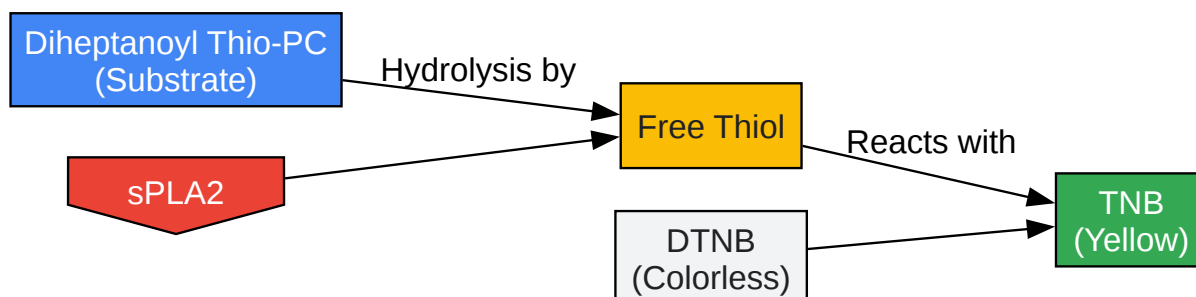 Diheptanoyl Thio-PC
(Substrate)
Hydrolysis by
sPLA2
Free Thiol
Reacts with
DTNB
(Colorless)
TNB
(Yellow)